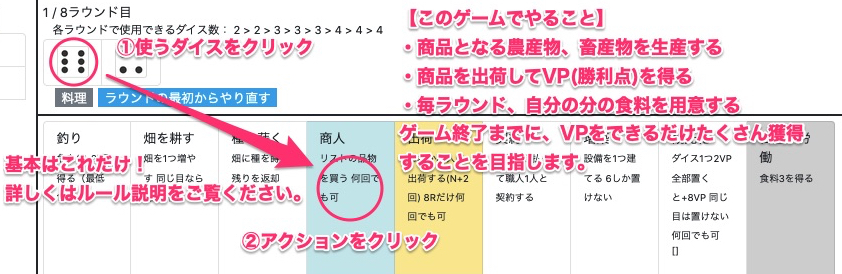 1 / 8ラウンド目
各ラウンドで使用できるダイス数： 2 > 2 > 3 > 3 > 3 > 4 > 4 > 4
①使うダイスをクリック
料理
ラウンドの最初からやり直す
【このゲームでやること】
・商品となる農産物、畜産物を生産する
・商品を出荷してVP(勝利点)を得る
・毎ラウンド、自分の分の食料を用意する
ゲーム終了までに、VPをできるだけたくさん獲得
することを目指します。
基本はこれだけ！
詳しくはルール説明をご覧ください。
②アクションをクリック
釣り
得る（最低
畑を耕す
畑を1つ増や
す 同じ目なら
畑に種を
残りを返却
商人
リストの品物
を買う 何回で
も可
出荷する(N+2
回) 8Rだけ何
回でも可
て職人1人と
契約する
設備を1つ建
てる 6しか置
けない
ダイス1つ2VP
全部置く
と+8VP 同じ
目は置けない
何回でも可
[]
働
食料3を得る